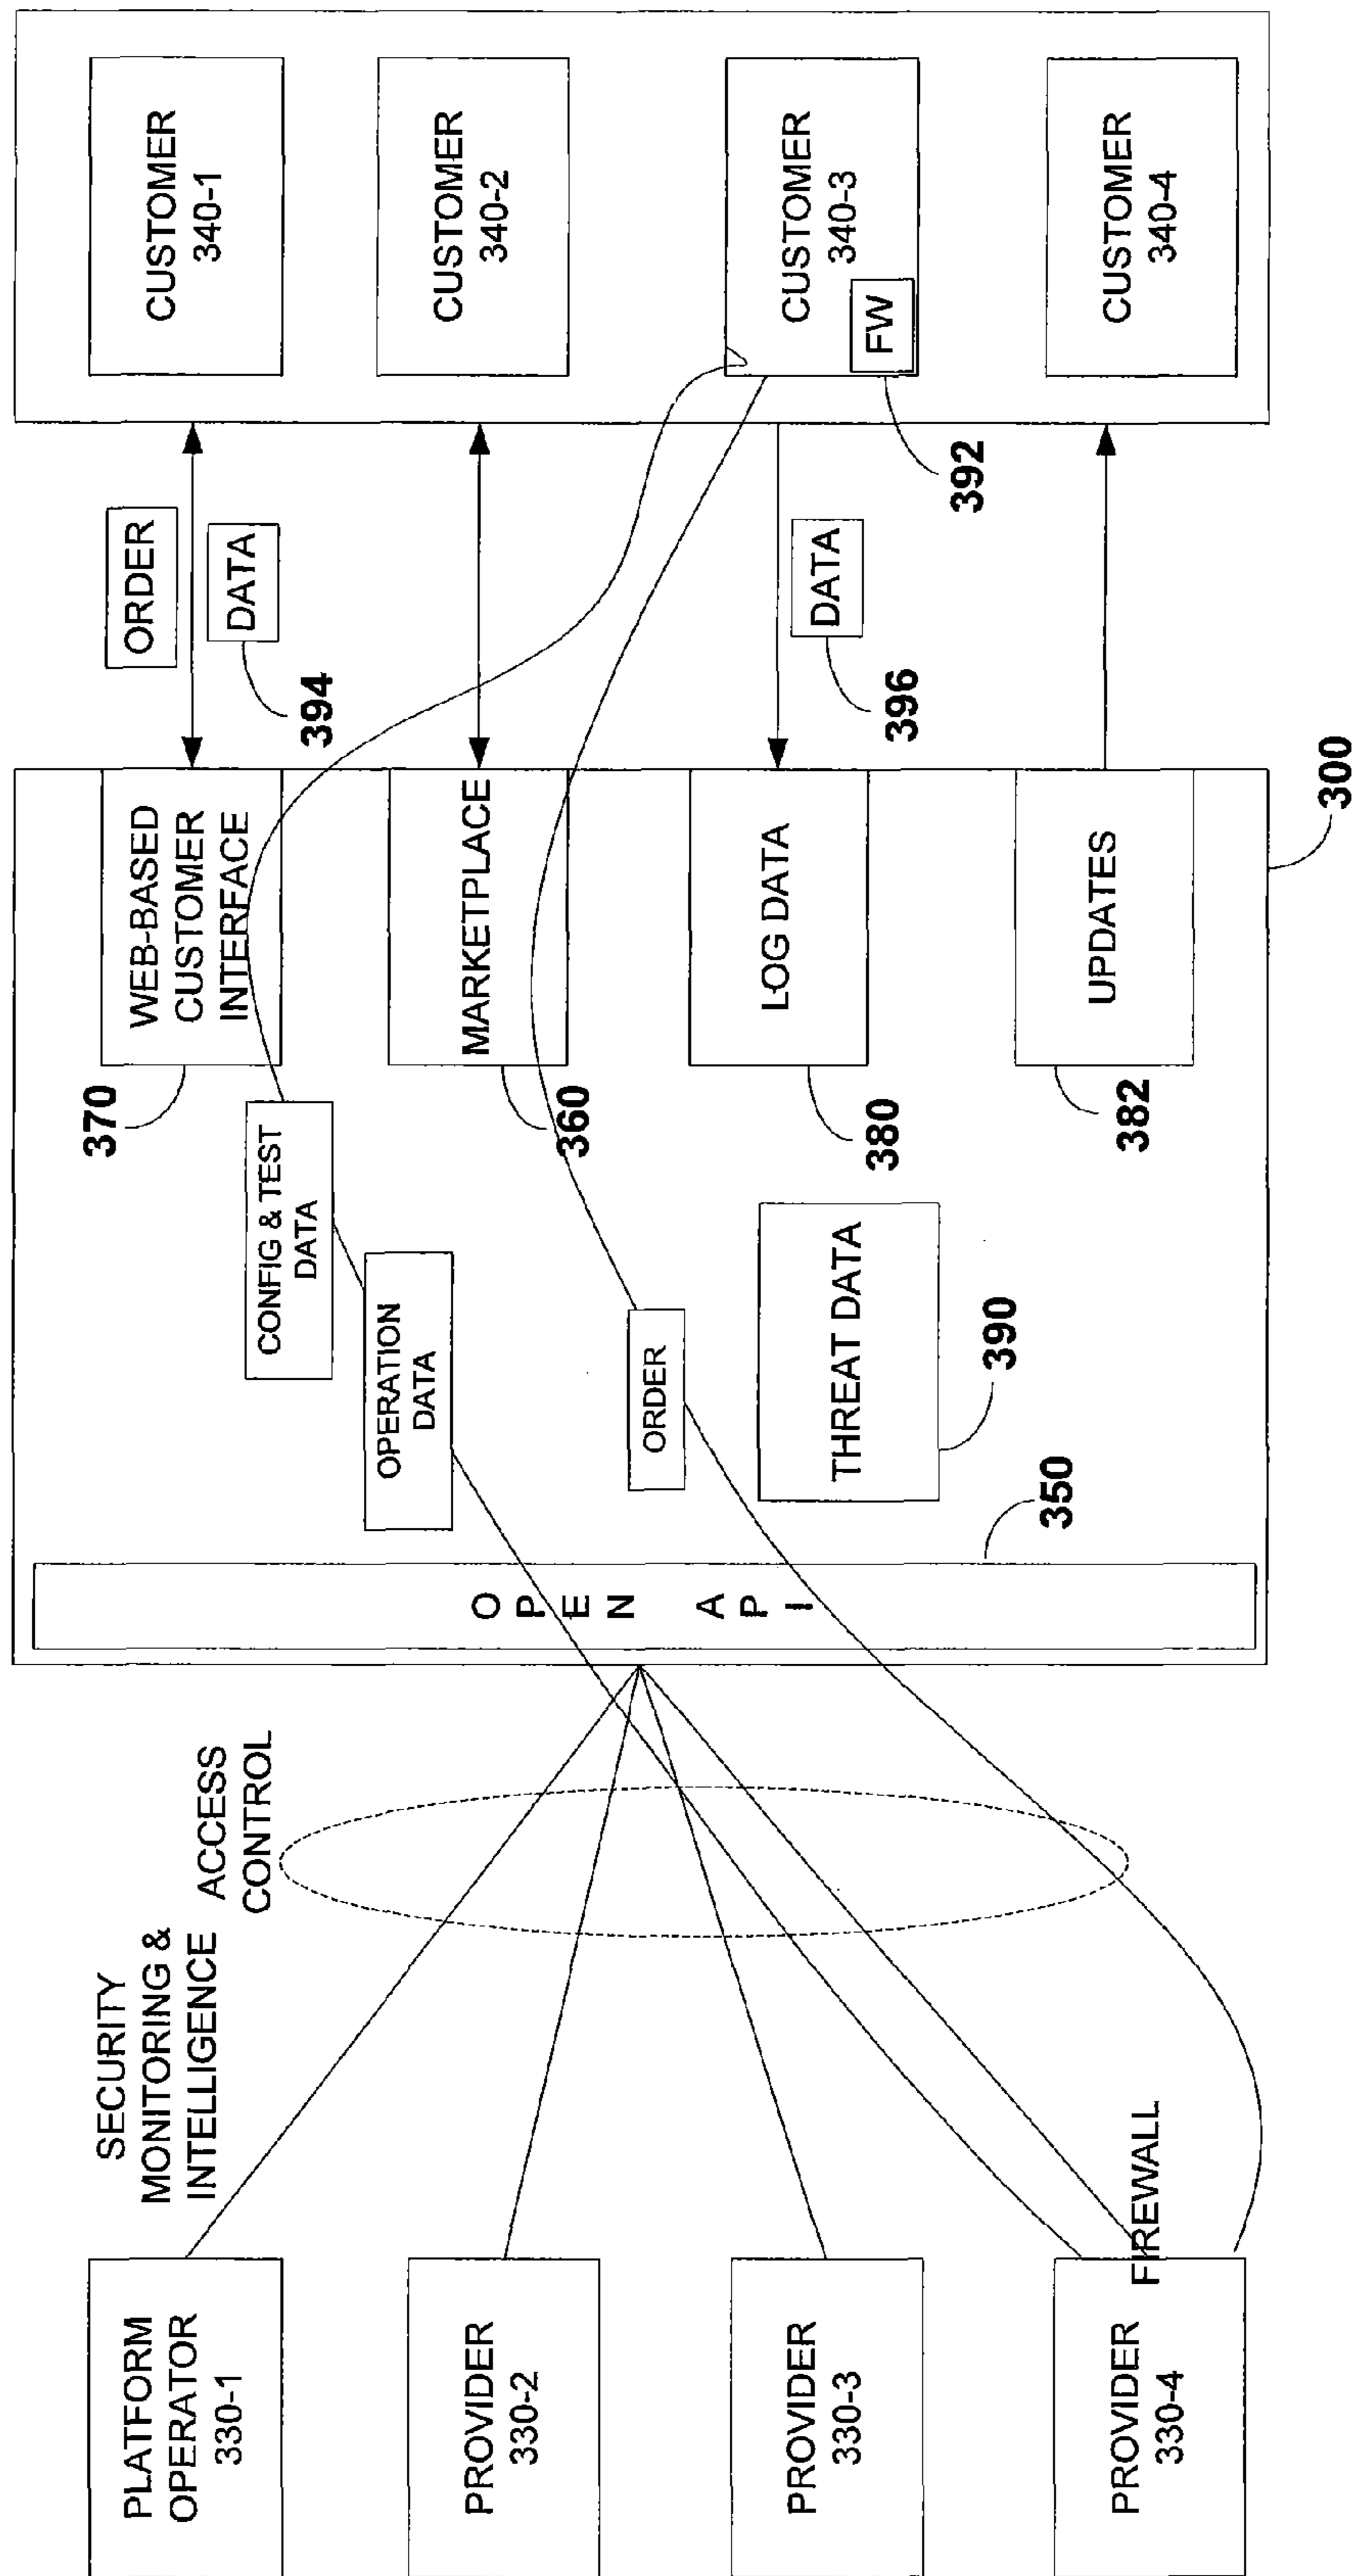 PLATFORM
OPERATOR
330-1
PROVIDER
330-2
PROVIDER
330-3
PROVIDER
330-4
SECURITY
MONITORING &
INTELLIGENCE
FIREWALL
ACCESS
CONTROL
OPEN API
350
CONFIG & TEST
DATA
OPERATION
DATA
ORDER
THREAT DATA
390
370
WEB-BASED
CUSTOMER
INTERFACE
360
MARKETPLACE
380
LOG DATA
382
UPDATES
300
ORDER
DATA
394
DATA
396
392
CUSTOMER
340-1
CUSTOMER
340-2
CUSTOMER
340-3
FW
CUSTOMER
340-4